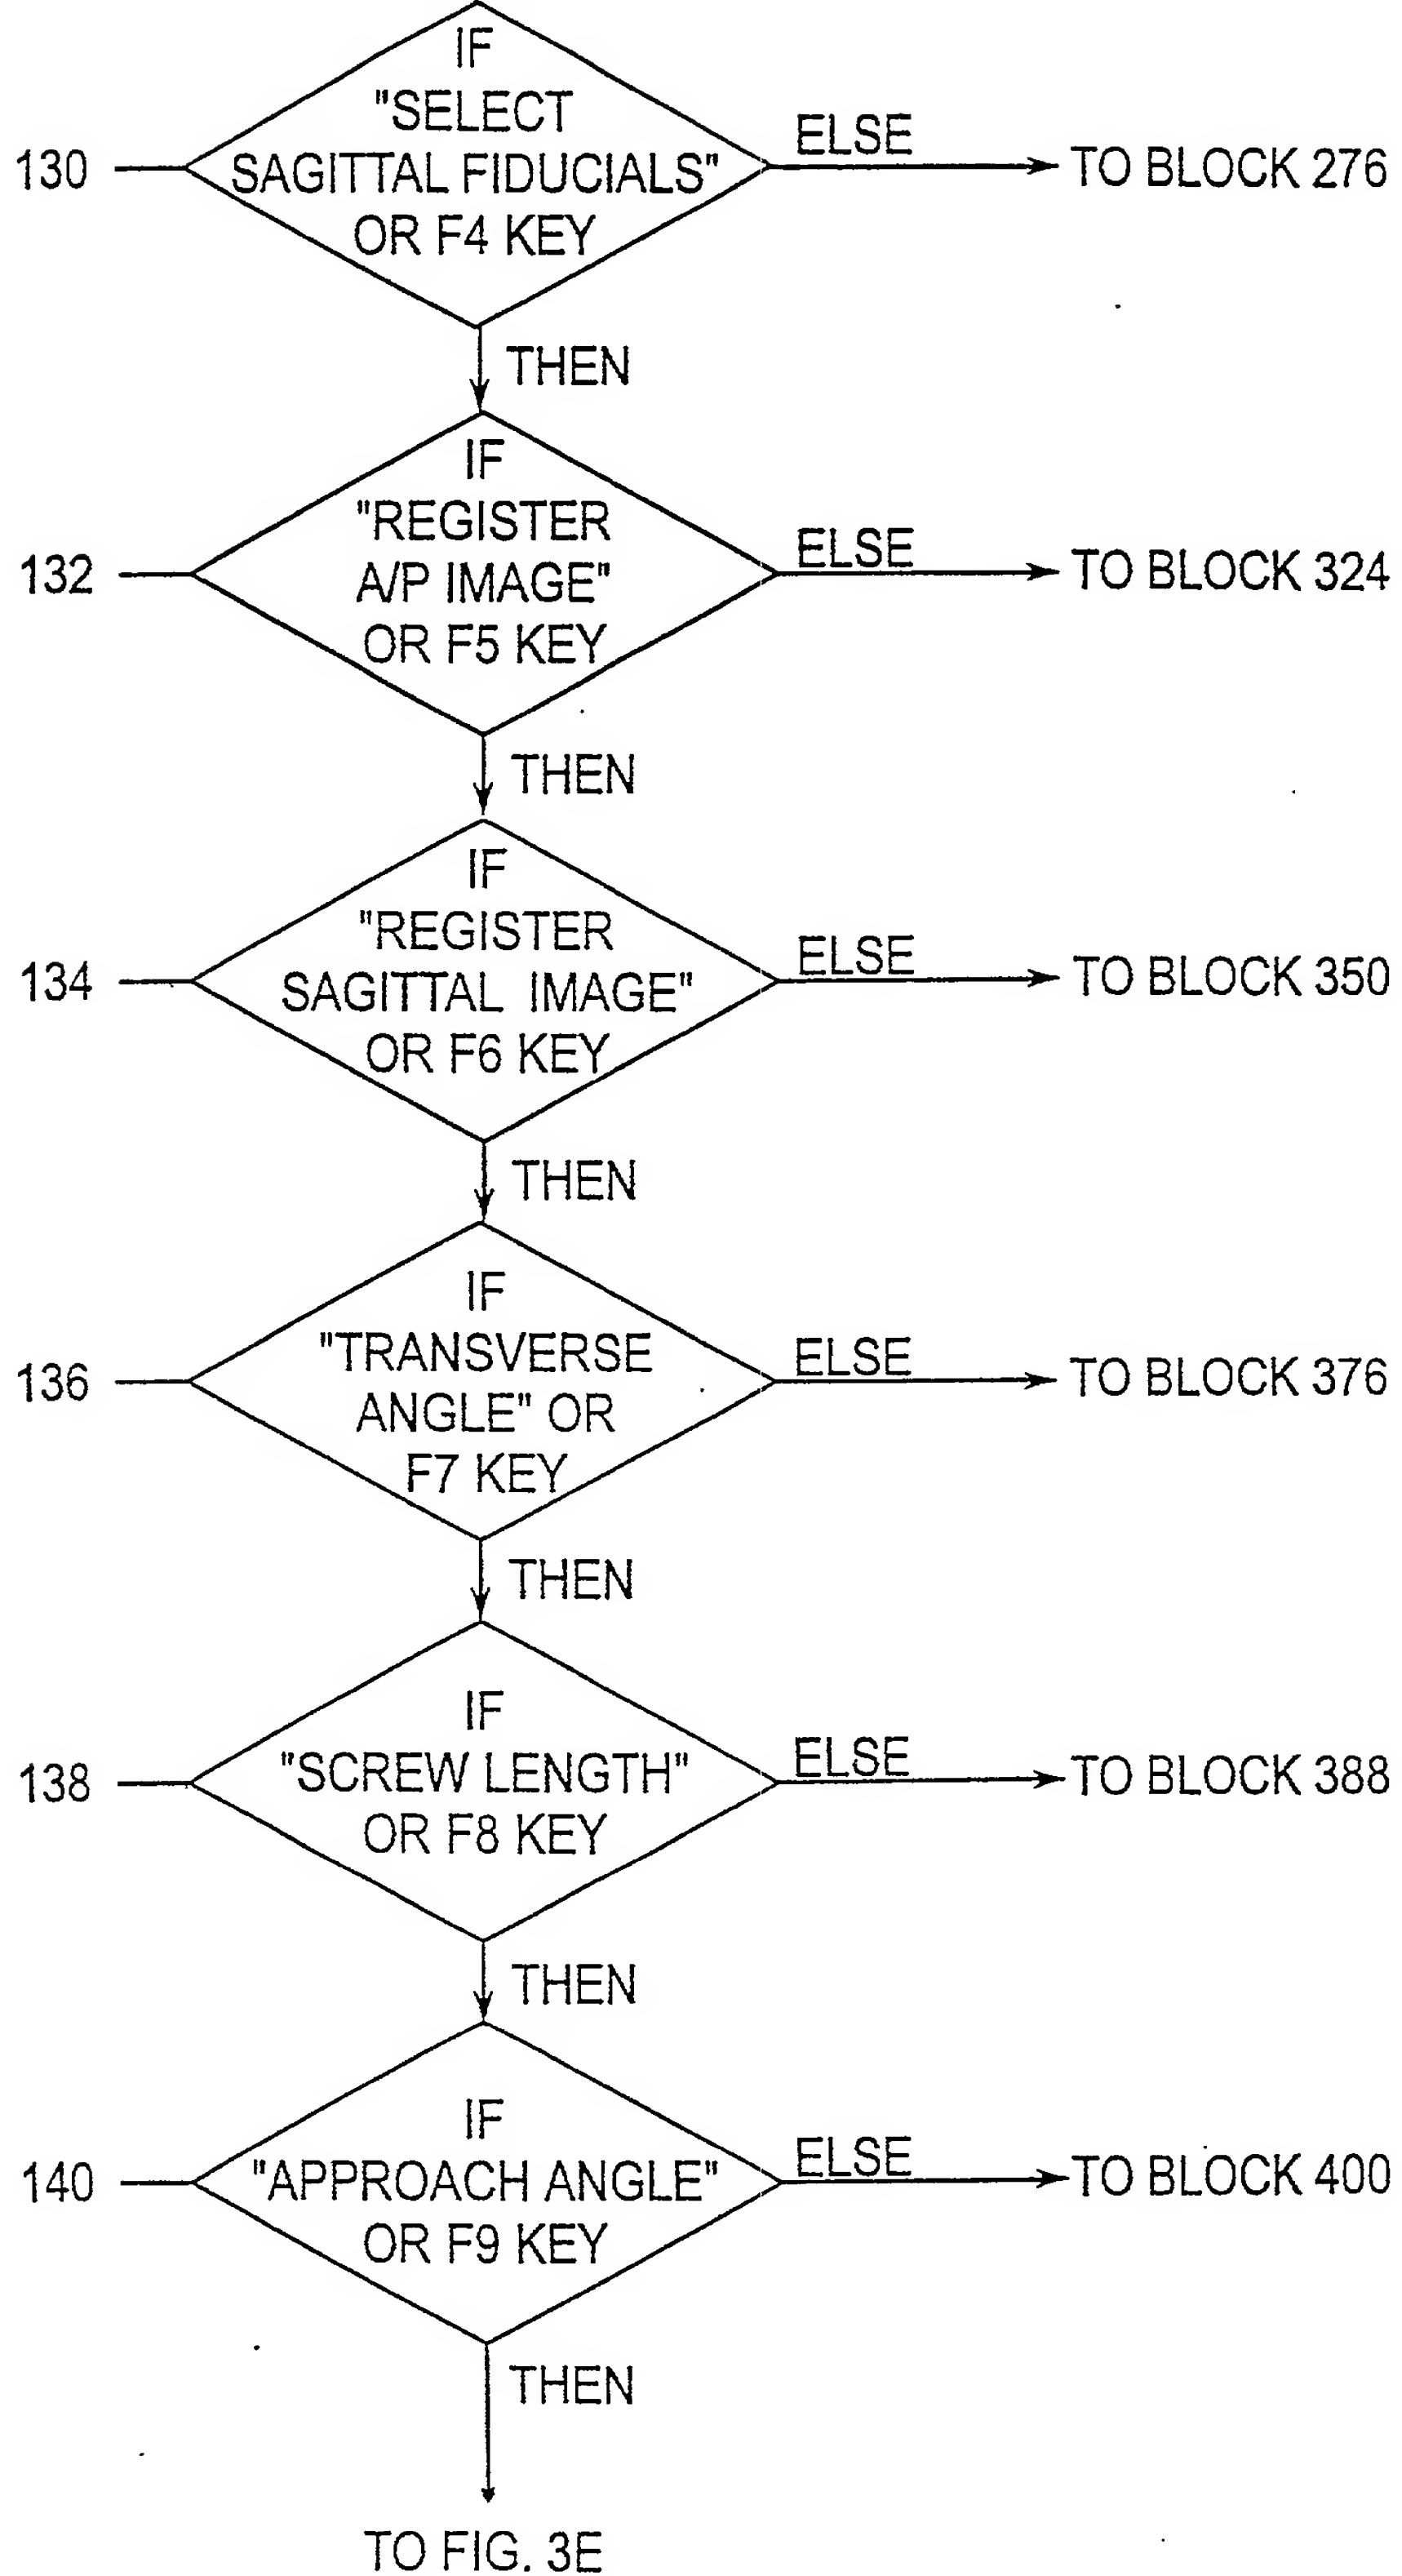 IF
"SELECT
SAGITTAL FIDUCIALS"
OR F4 KEY
130
ELSE
TO BLOCK 276
THEN
IF
"REGISTER
A/P IMAGE"
OR F5 KEY
132
ELSE
TO BLOCK 324
THEN
IF
"REGISTER
SAGITTAL IMAGE"
OR F6 KEY
134
ELSE
TO BLOCK 350
THEN
IF
"TRANSVERSE
ANGLE" OR
F7 KEY
136
ELSE
TO BLOCK 376
THEN
IF
"SCREW LENGTH"
OR F8 KEY
138
ELSE
TO BLOCK 388
THEN
IF
"APPROACH ANGLE"
OR F9 KEY
140
ELSE
TO BLOCK 400
THEN
TO FIG. 3E